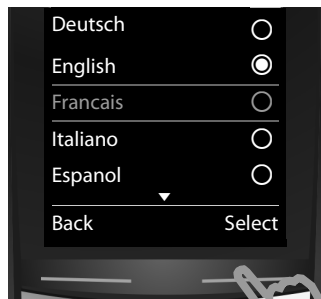 Deutsch
English
Francais
Italiano
Espanol
Back Select